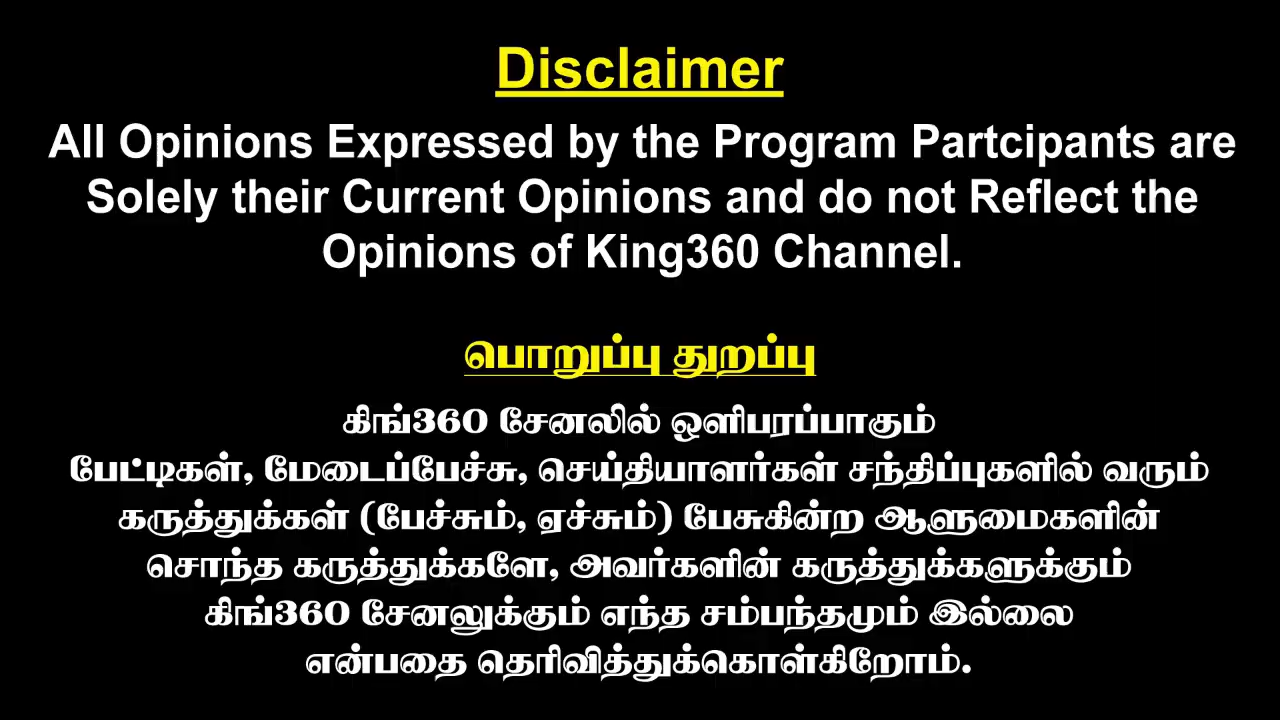 Disclaimer
All Opinions Expressed by the Program Partcipants are
Solely their Current Opinions and do not Reflect the
Opinions of King360 Channel.
பொறுப்பு துறப்பு
கிங்360 சேனலில் ஒளிபரப்பாகும்
பேட்டிகள், மேடைப்பேச்சு, செய்தியாளர்கள் சந்திப்புகளில் வரும்
கருத்துக்கள் (பேச்சும், ஏச்சும்) பேசுகின்ற ஆளுமைகளின்
சொந்த கருத்துக்களே, அவர்களின் கருத்துக்களுக்கும்
கிங்360 சேனலுக்கும் எந்த சம்பந்தமும் இல்லை
என்பதை தெரிவித்துக்கொள்கிறோம்.